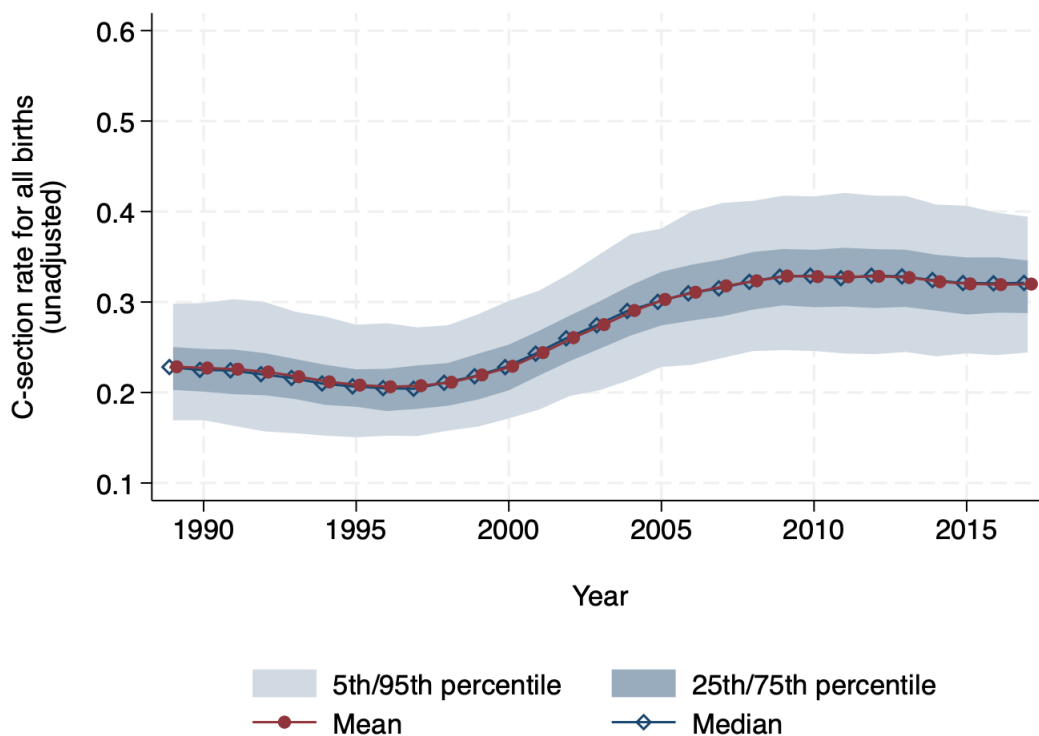 C-section rate for all births
(unadjusted)
0.6
0.5
0.4
0.3
0.2
0.1
1990 1995 2000 2005 2010 2015
Year
5th/95th percentile 25th/75th percentile
Mean Median